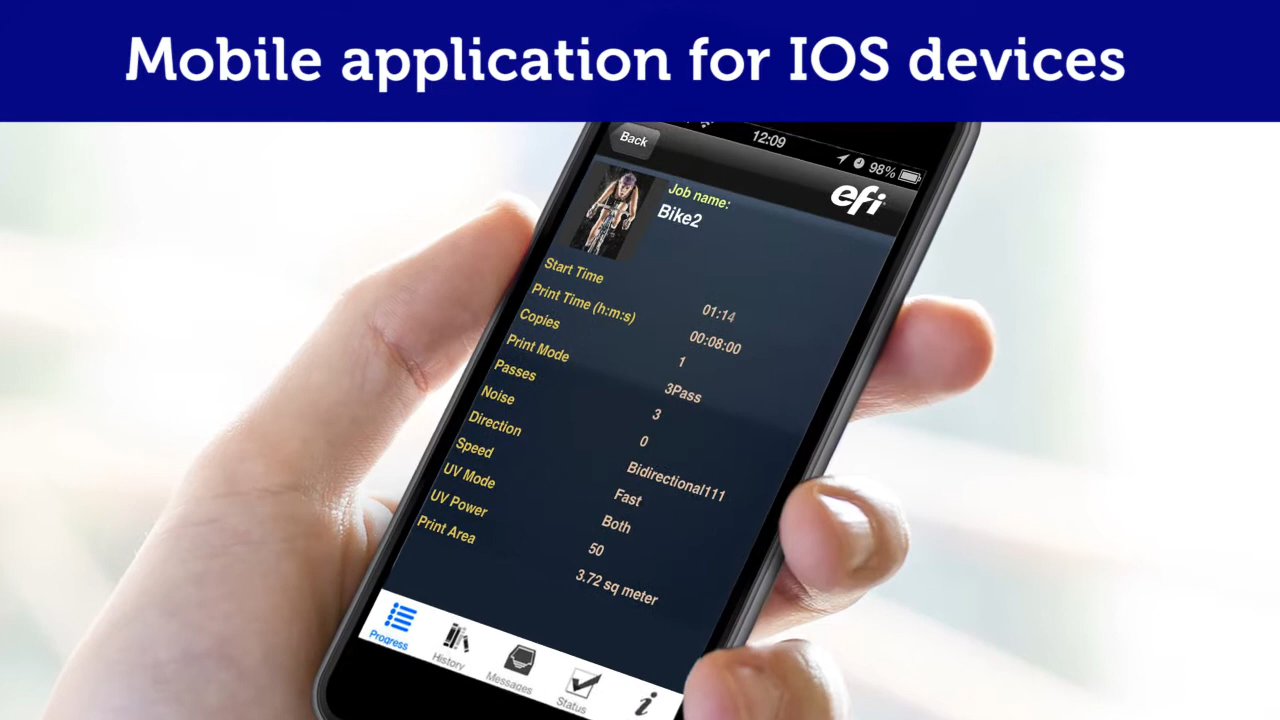 Mobile application for IOS devices
12:09
98%
Back
efi
Job name:
Bike2
Start Time 01:14
Print Time (h:m:s) 00:08:00
Copies 1
Print Mode 3Pass
Passes 3
Noise 0
Direction Bidirectional111
Speed Fast
UV Mode Both
UV Power 50
Print Area 3.72 sq meter
Progress
History
Messages
Status
i